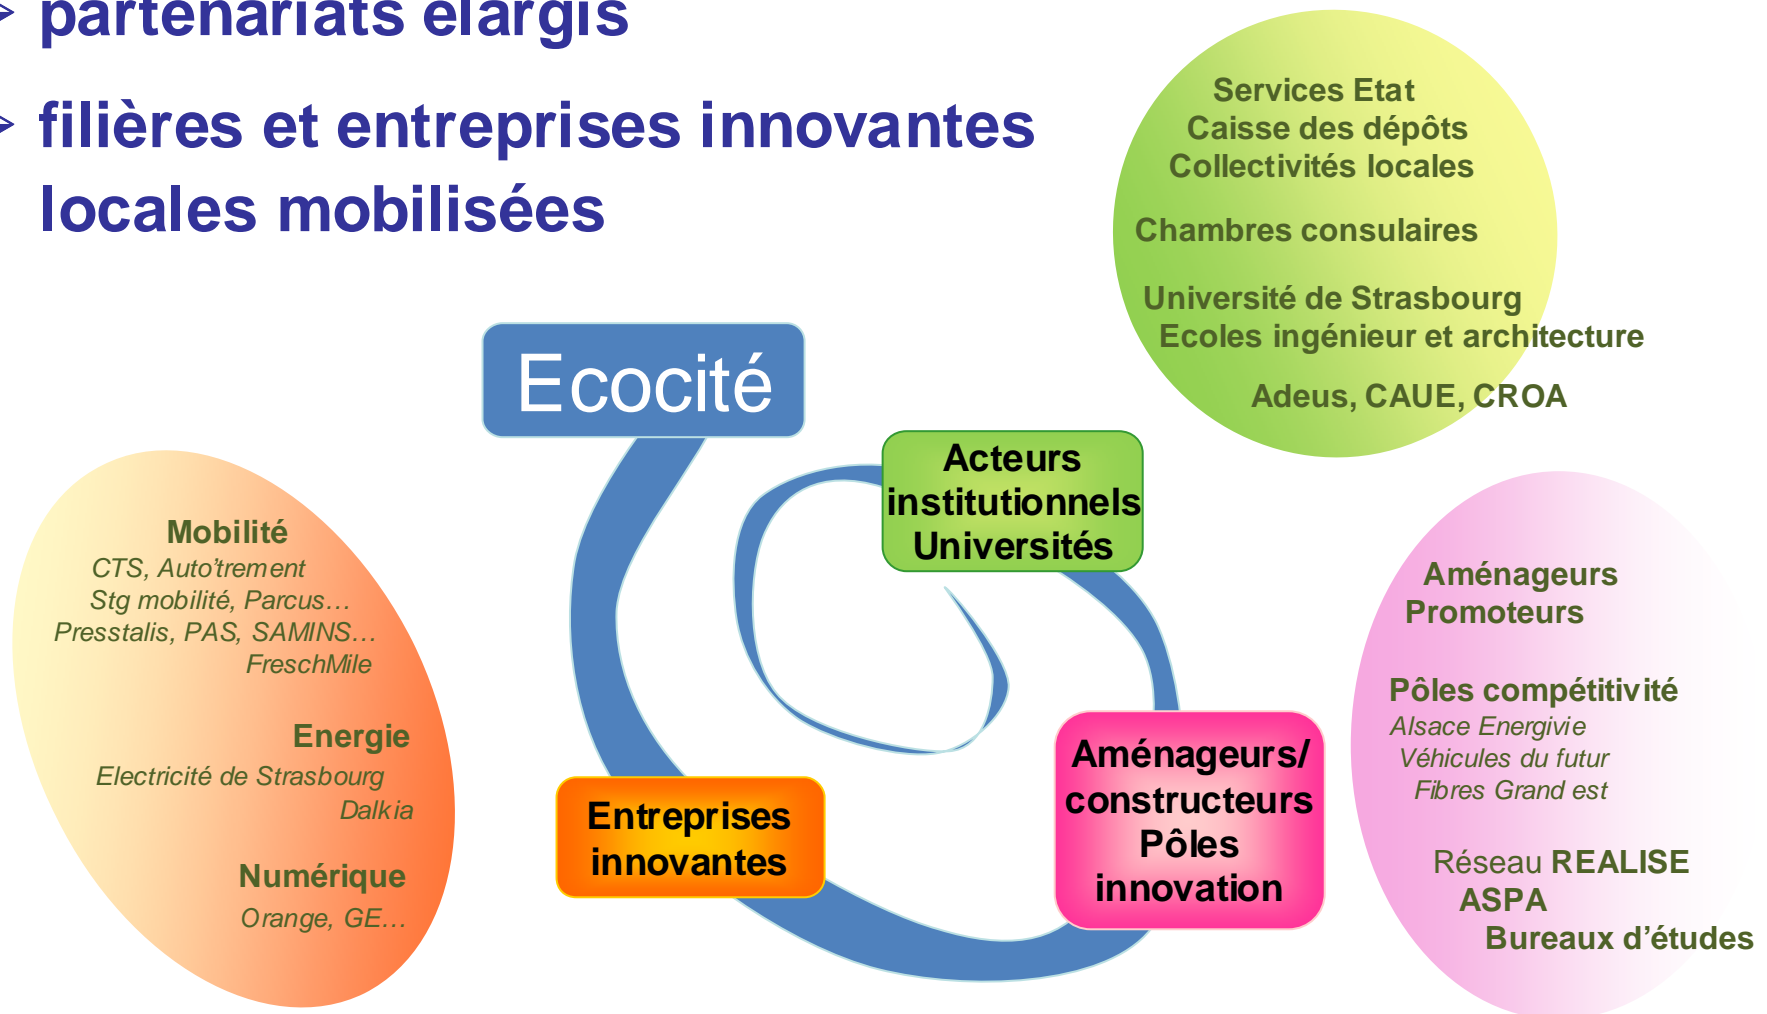 partenariats élargis
filières et entreprises innovantes
locales mobilisées
Services Etat
Caisse des dépôts
Collectivités locales
Chambres consulaires
Université de Strasbourg
Ecoles ingénieur et architecture
Adeus, CAUE, CROA
Ecocité
Acteurs
institutionnels
Universités
Mobilité
CTS, Auto'trement
Stg mobilité, Parcus…
Presstalis, PAS, SAMINS…
FreschMile
Energie
Electricité de Strasbourg
Dalkia
Numérique
Orange, GE…
Entreprises
innovantes
Aménageurs/
constructeurs
Pôles
innovation
Aménageurs
Promoteurs
Pôles compétitivité
Alsace Energivie
Véhicules du futur
Fibres Grand est
Réseau REALISE
ASPA
Bureaux d’études